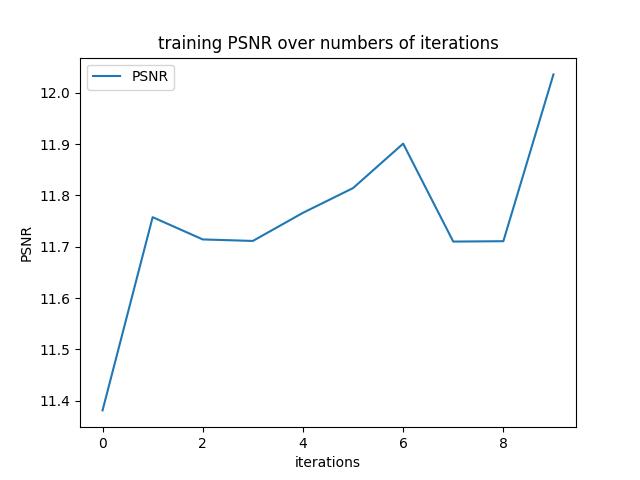 training PSNR over numbers of iterations
PSNR
12.0
11.9
11.8
11.7
11.6
11.5
11.4
PSNR
0 2 4 6 8
iterations